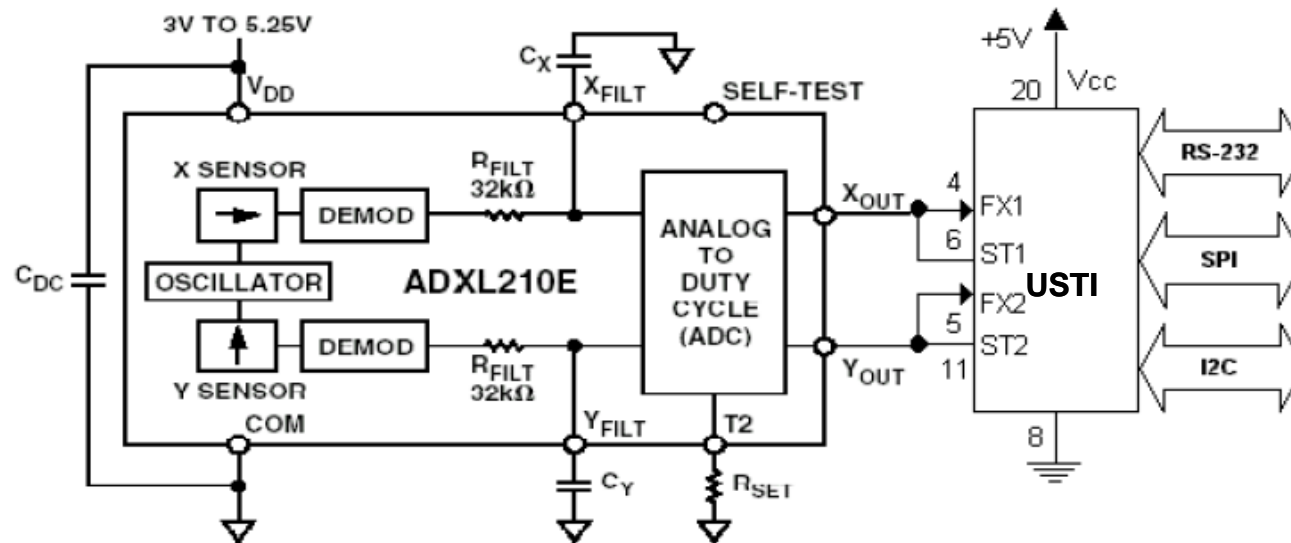 3V TO 5.25V
VDD
CX
XFILT
SELF-TEST
+5V
20
Vcc
X SENSOR
DEMOD
RFILT
32kΩ
CDC
OSCILLATOR
ADXL210E
ANALOG
TO
DUTY
CYCLE
(ADC)
Y SENSOR
DEMOD
RFILT
32kΩ
COM
YFILT
T2
CY
RSET
XOUT
YOUT
4
FX1
6
ST1
USTI
FX2
5
ST2
11
8
RS-232
SPI
I2C